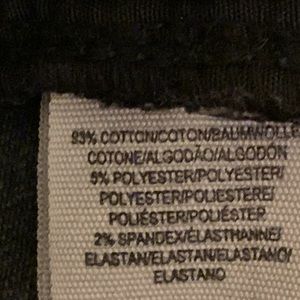 93% COTTON/COTON/BAUMWOLLE
COTONE/ALGODÃO/ALGODÓN
5% POLYESTER/POLYESTER/
POLYESTER/POLIESTERE/
POLIÉSTER/POLIÉSTER
2% SPANDEX/ÉLASTHANNE/
ELASTAN/ELASTAN/ELASTANO/
ELASTANO